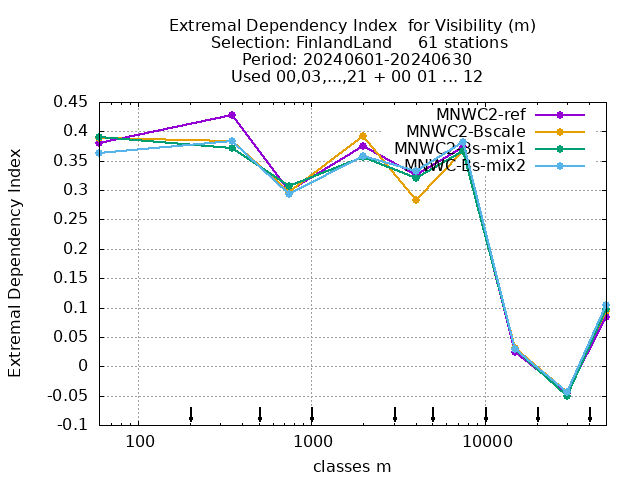 Extremal Dependency Index  for Visibility (m)
Selection: FinlandLand     61 stations
Period: 20240601-20240630
Used 00,03,...,21 + 00 01 ... 12
Extremal Dependency Index
0.45
0.4
0.35
0.3
0.25
0.2
0.15
0.1
0.05
0
-0.05
-0.1
MNWC2-ref
MNWC2-Bscale
MNWC2-Bs-mix1
MNWC-Bs-mix2
100
1000
10000
classes m